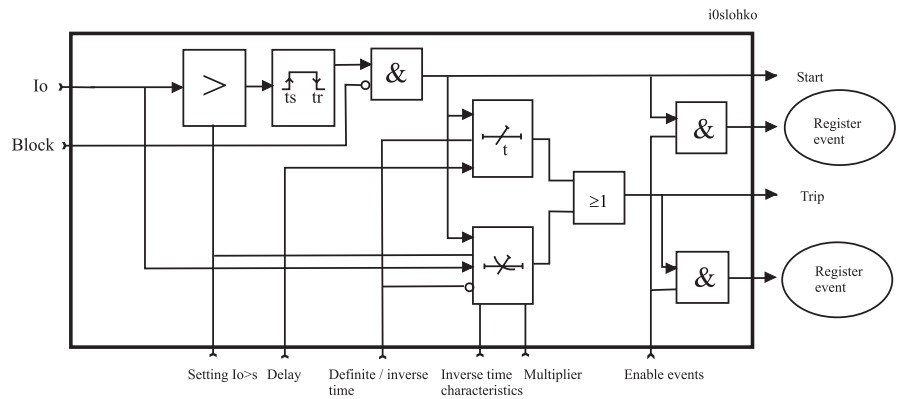 i0slohko
Io
>
ts tr
&
Start
Register
event
&
Block
t
≥1
Trip
&
Register
event
Setting Io>s
Delay
Definite / inverse
time
Inverse time
characteristics
Multiplier
Enable events